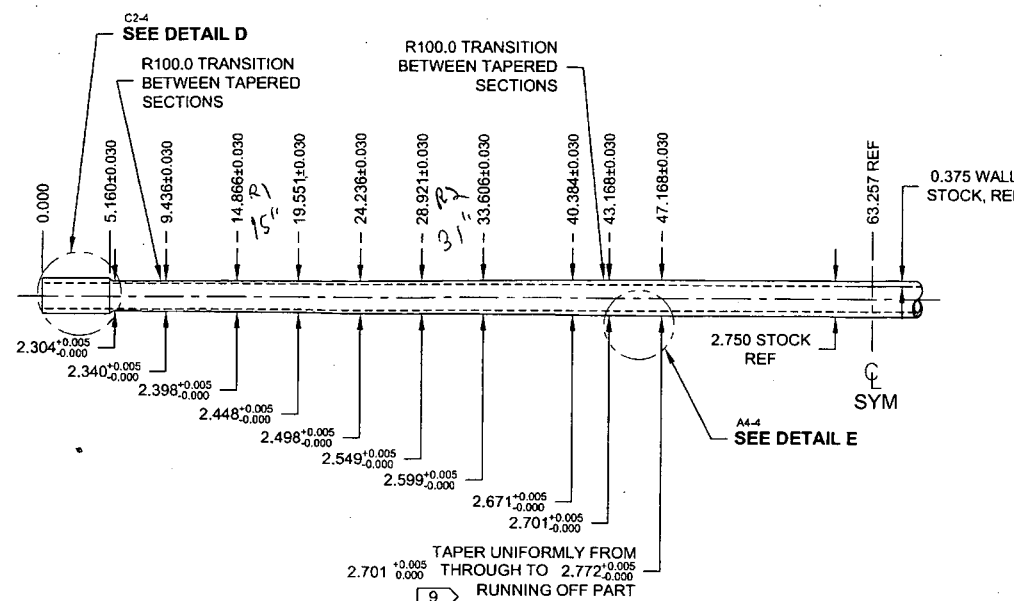 C2-4
SEE DETAIL D
R100.0 TRANSITION
BETWEEN TAPERED
SECTIONS
R100.0 TRANSITION
BETWEEN TAPERED
SECTIONS
0.000
5.160±0.030
9.436±0.030
14.866±0.030
R1
15"
19.551±0.030
24.236±0.030
28.921±0.030
R2
31"
33.606±0.030
40.384±0.030
43.168±0.030
47.168±0.030
63.257 REF
0.375 WALL
STOCK, REF
2.304 +0.005 -0.000
2.340 +0.005 -0.000
2.398 +0.005 -0.000
2.448 +0.005 -0.000
2.498 +0.005 -0.000
2.549 +0.005 -0.000
2.599 +0.005 -0.000
2.671 +0.005 -0.000
2.701 +0.005 -0.000
2.750 STOCK
REF
CL
SYM
A4-4
SEE DETAIL E
TAPER UNIFORMLY FROM
2.701 +0.005 0.000 THROUGH TO 2.772 +0.005 -0.000
9 RUNNING OFF PART